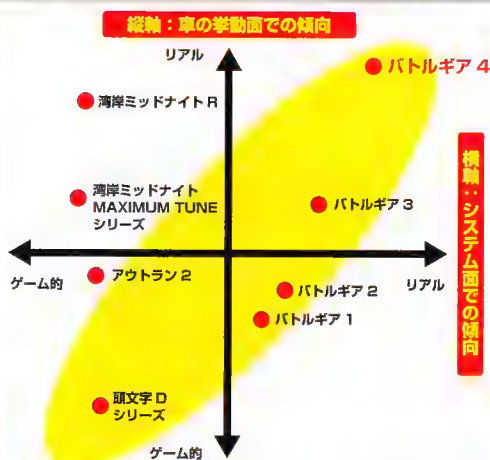 縦軸：車の挙動面での傾向
リアル
バトルギア 4
湾岸ミッドナイト R
横軸：システム面での傾向
湾岸ミッドナイト
MAXIMUM TUNE
シリーズ
バトルギア 3
アウトラン 2
ゲーム的
リアル
バトルギア 2
バトルギア 1
頭文字 D
シリーズ
ゲーム的